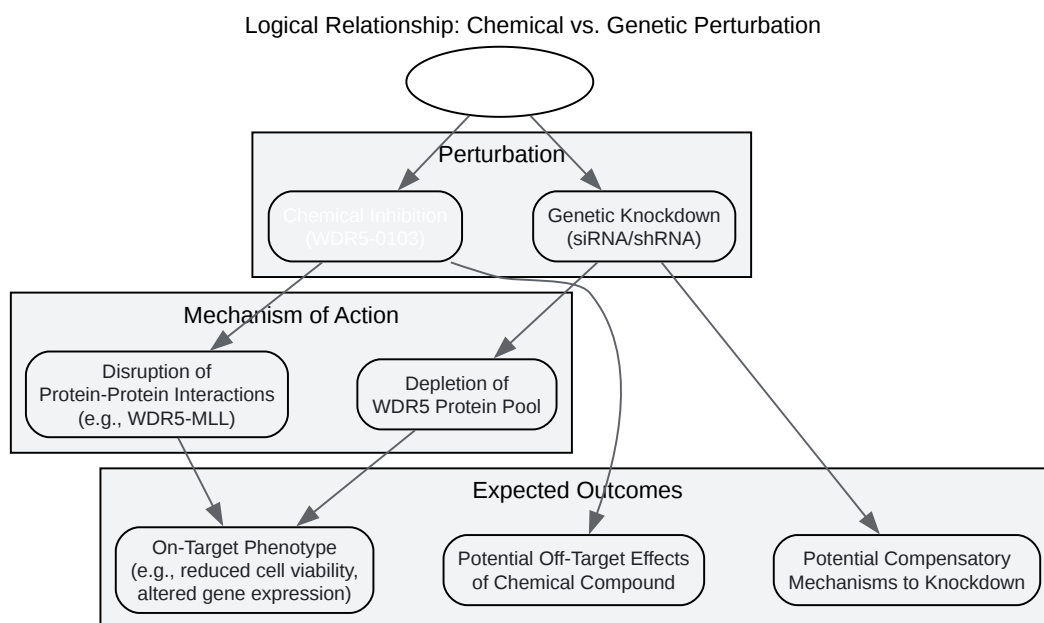 Logical Relationship: Chemical vs. Genetic Perturbation
Perturbation
Chemical Inhibition
(WDR5-0103)
Genetic Knockdown
(siRNA/shRNA)
Mechanism of Action
Disruption of
Protein-Protein Interactions
(e.g., WDR5-MLL)
Depletion of
WDR5 Protein Pool
Expected Outcomes
On-Target Phenotype
(e.g., reduced cell viability,
altered gene expression)
Potential Off-Target Effects
of Chemical Compound
Potential Compensatory
Mechanisms to Knockdown